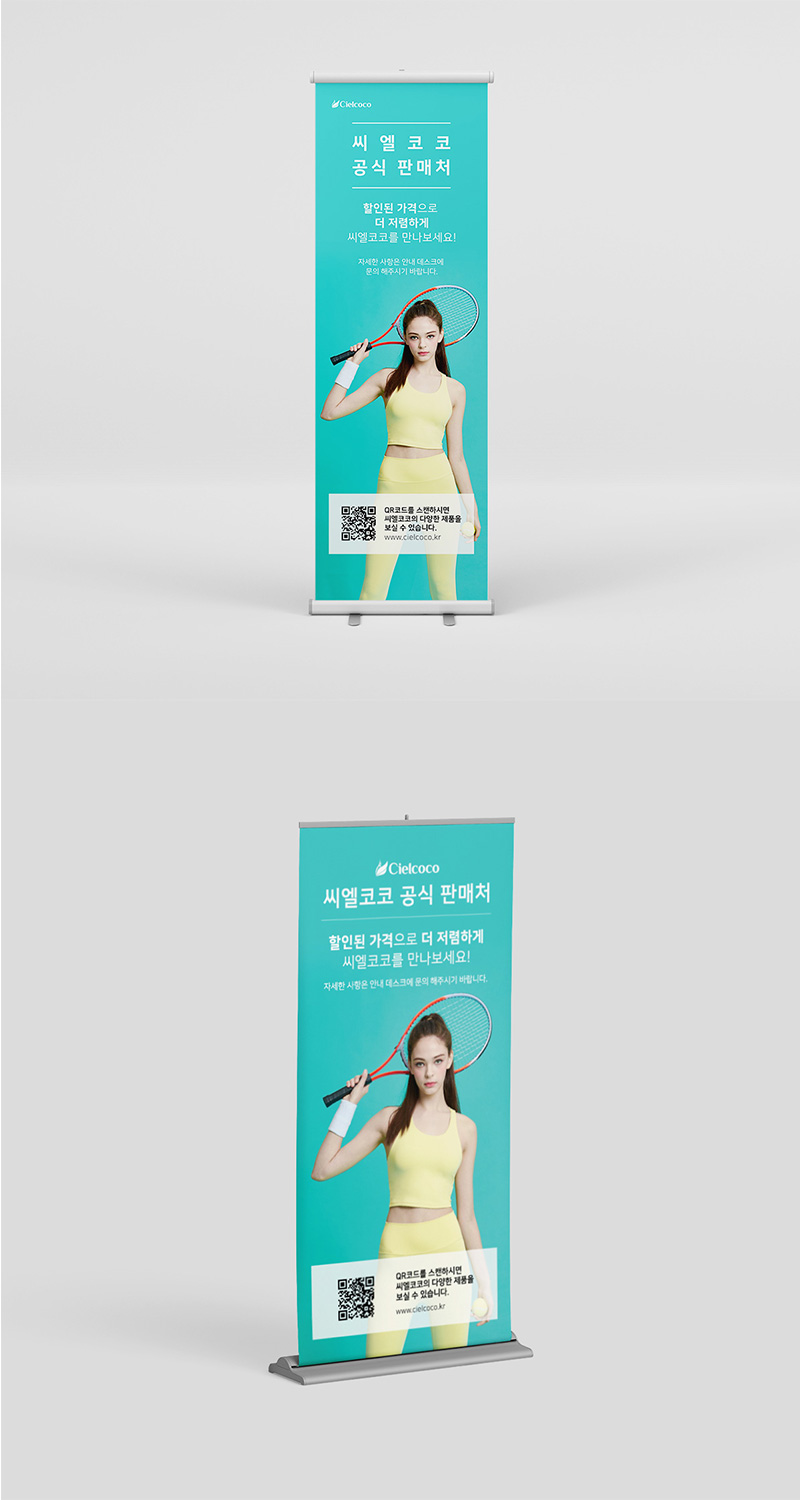 Cielcoco
씨 엘 코 코
공식 판매처
할인된 가격으로
더 저렴하게
씨엘코코를 만나보세요!
자세한 사항은 안내 데스크에
문의 해주시기 바랍니다.
QR코드를 스캔하시면
씨엘코코의 다양한 제품을
보실 수 있습니다.
www.cielcoco.kr
Cielcoco
씨엘코코 공식 판매처
할인된 가격으로 더 저렴하게
씨엘코코를 만나보세요!
자세한 사항은 안내 데스크에 문의 해주시기 바랍니다.
QR코드를 스캔하시면
씨엘코코의 다양한 제품을
보실 수 있습니다.
www.cielcoco.kr